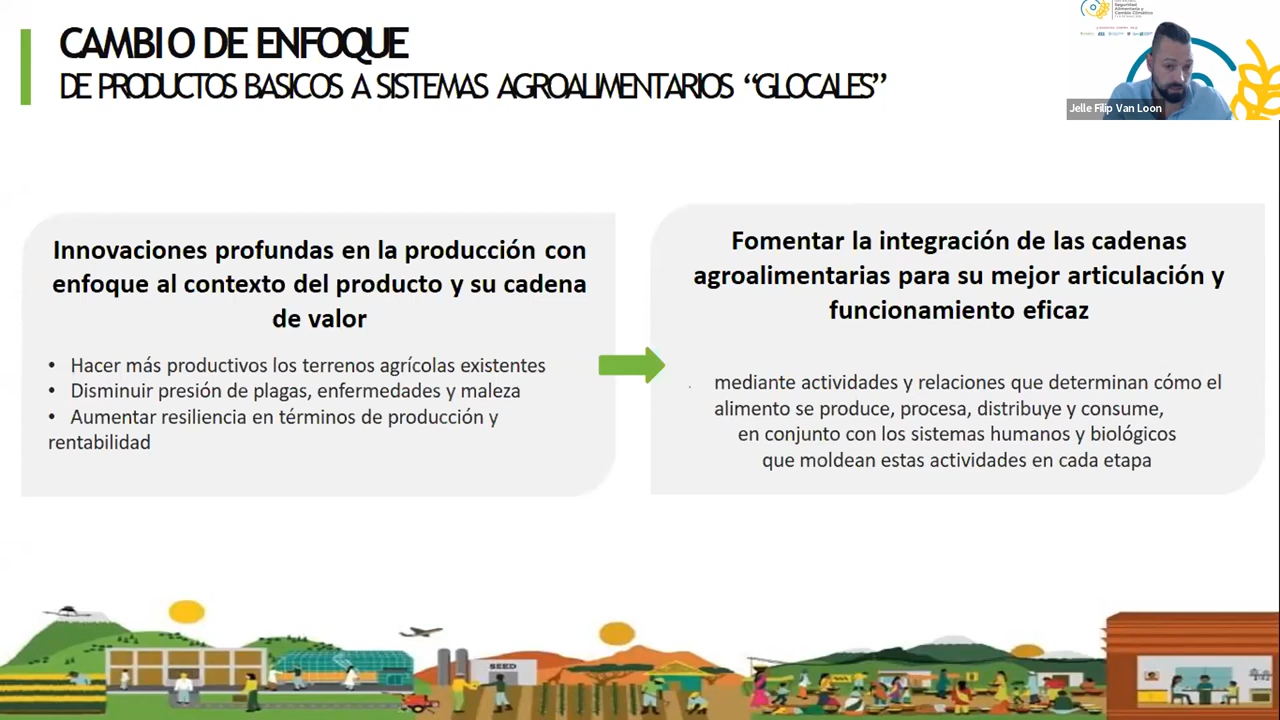 CAMBIO DE ENFOQUE
DE PRODUCTOS BASICOS A SISTEMAS AGROALIMENTARIOS “GLOCALES”
Seguridad
Alimentaria y
Cambio Climático
Jelle Filip Van Loon
Innovaciones profundas en la producción con
enfoque al contexto del producto y su cadena
de valor
• Hacer más productivos los terrenos agrícolas existentes
• Disminuir presión de plagas, enfermedades y maleza
• Aumentar resiliencia en términos de producción y
rentabilidad
Fomentar la integración de las cadenas
agroalimentarias para su mejor articulación y
funcionamiento eficaz
mediante actividades y relaciones que determinan cómo el
alimento se produce, procesa, distribuye y consume,
en conjunto con los sistemas humanos y biológicos
que moldean estas actividades en cada etapa
SEED